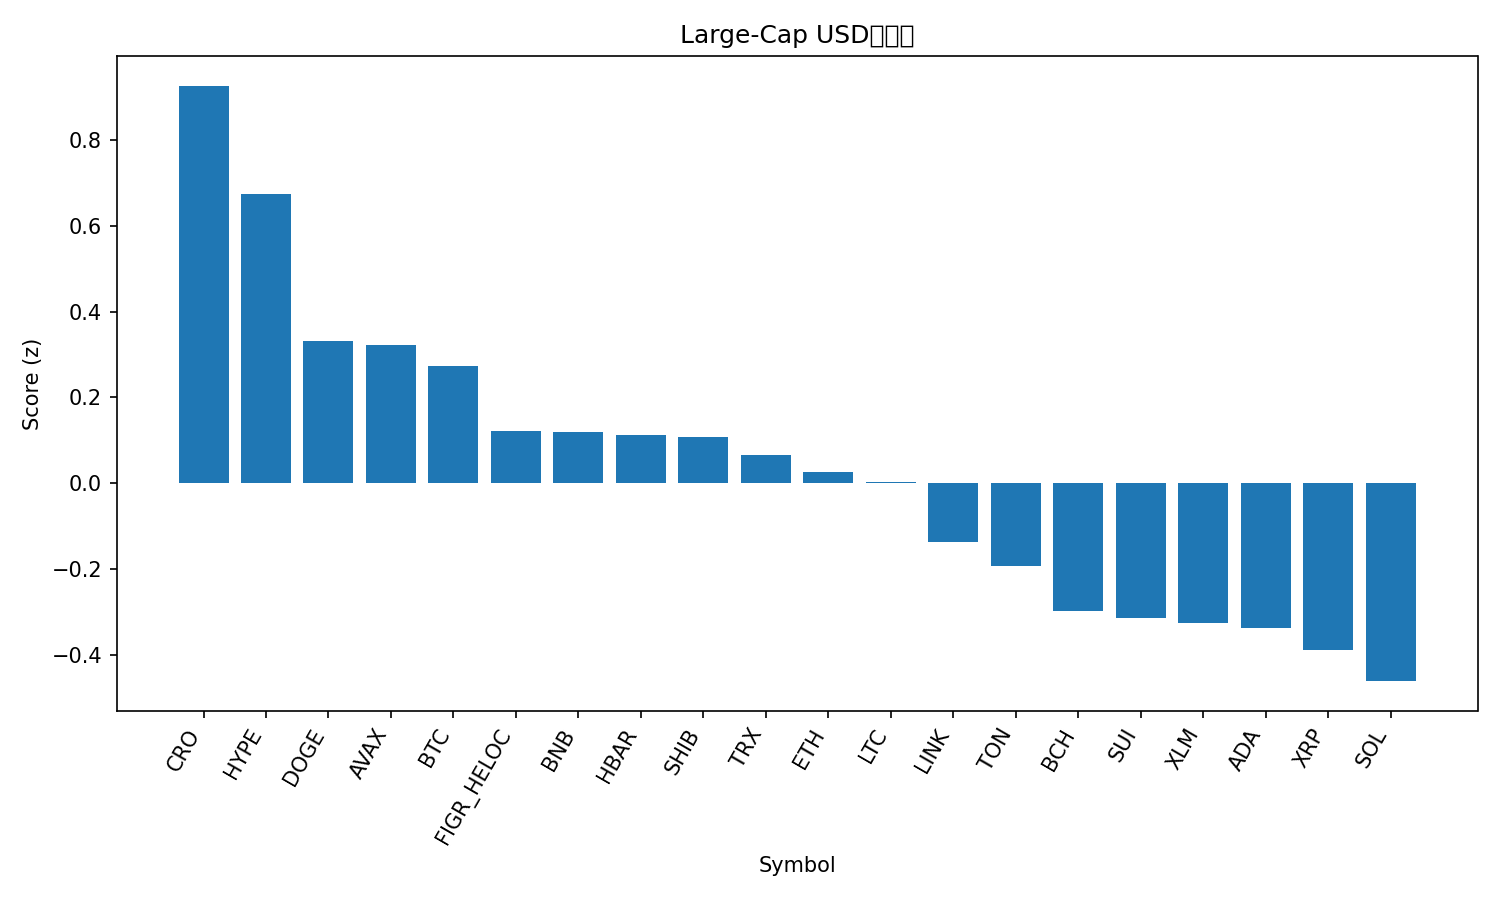 Large-Cap USD
Score (z)
0.8
0.6
0.4
0.2
0.0
−0.2
−0.4
CRO
HYPE
DOGE
AVAX
BTC
FIGR_HELOC
BNB
HBAR
SHIB
TRX
ETH
LTC
LINK
TON
BCH
SUI
XLM
ADA
XRP
SOL
Symbol